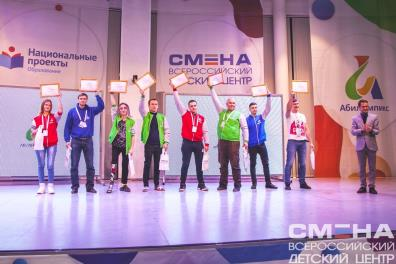 Национальные
проекты
Образование
СМЕНА
ВСЕРОССИЙСКИЙ
ДЕТСКИЙ ЦЕНТР
Абилимпикс
СМЕНА
ВСЕРОССИЙСКИЙ
ДЕТСКИЙ ЦЕНТР